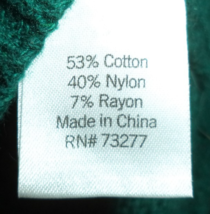 53% Cotton
40% Nylon
7% Rayon
Made in China
RN# 73277